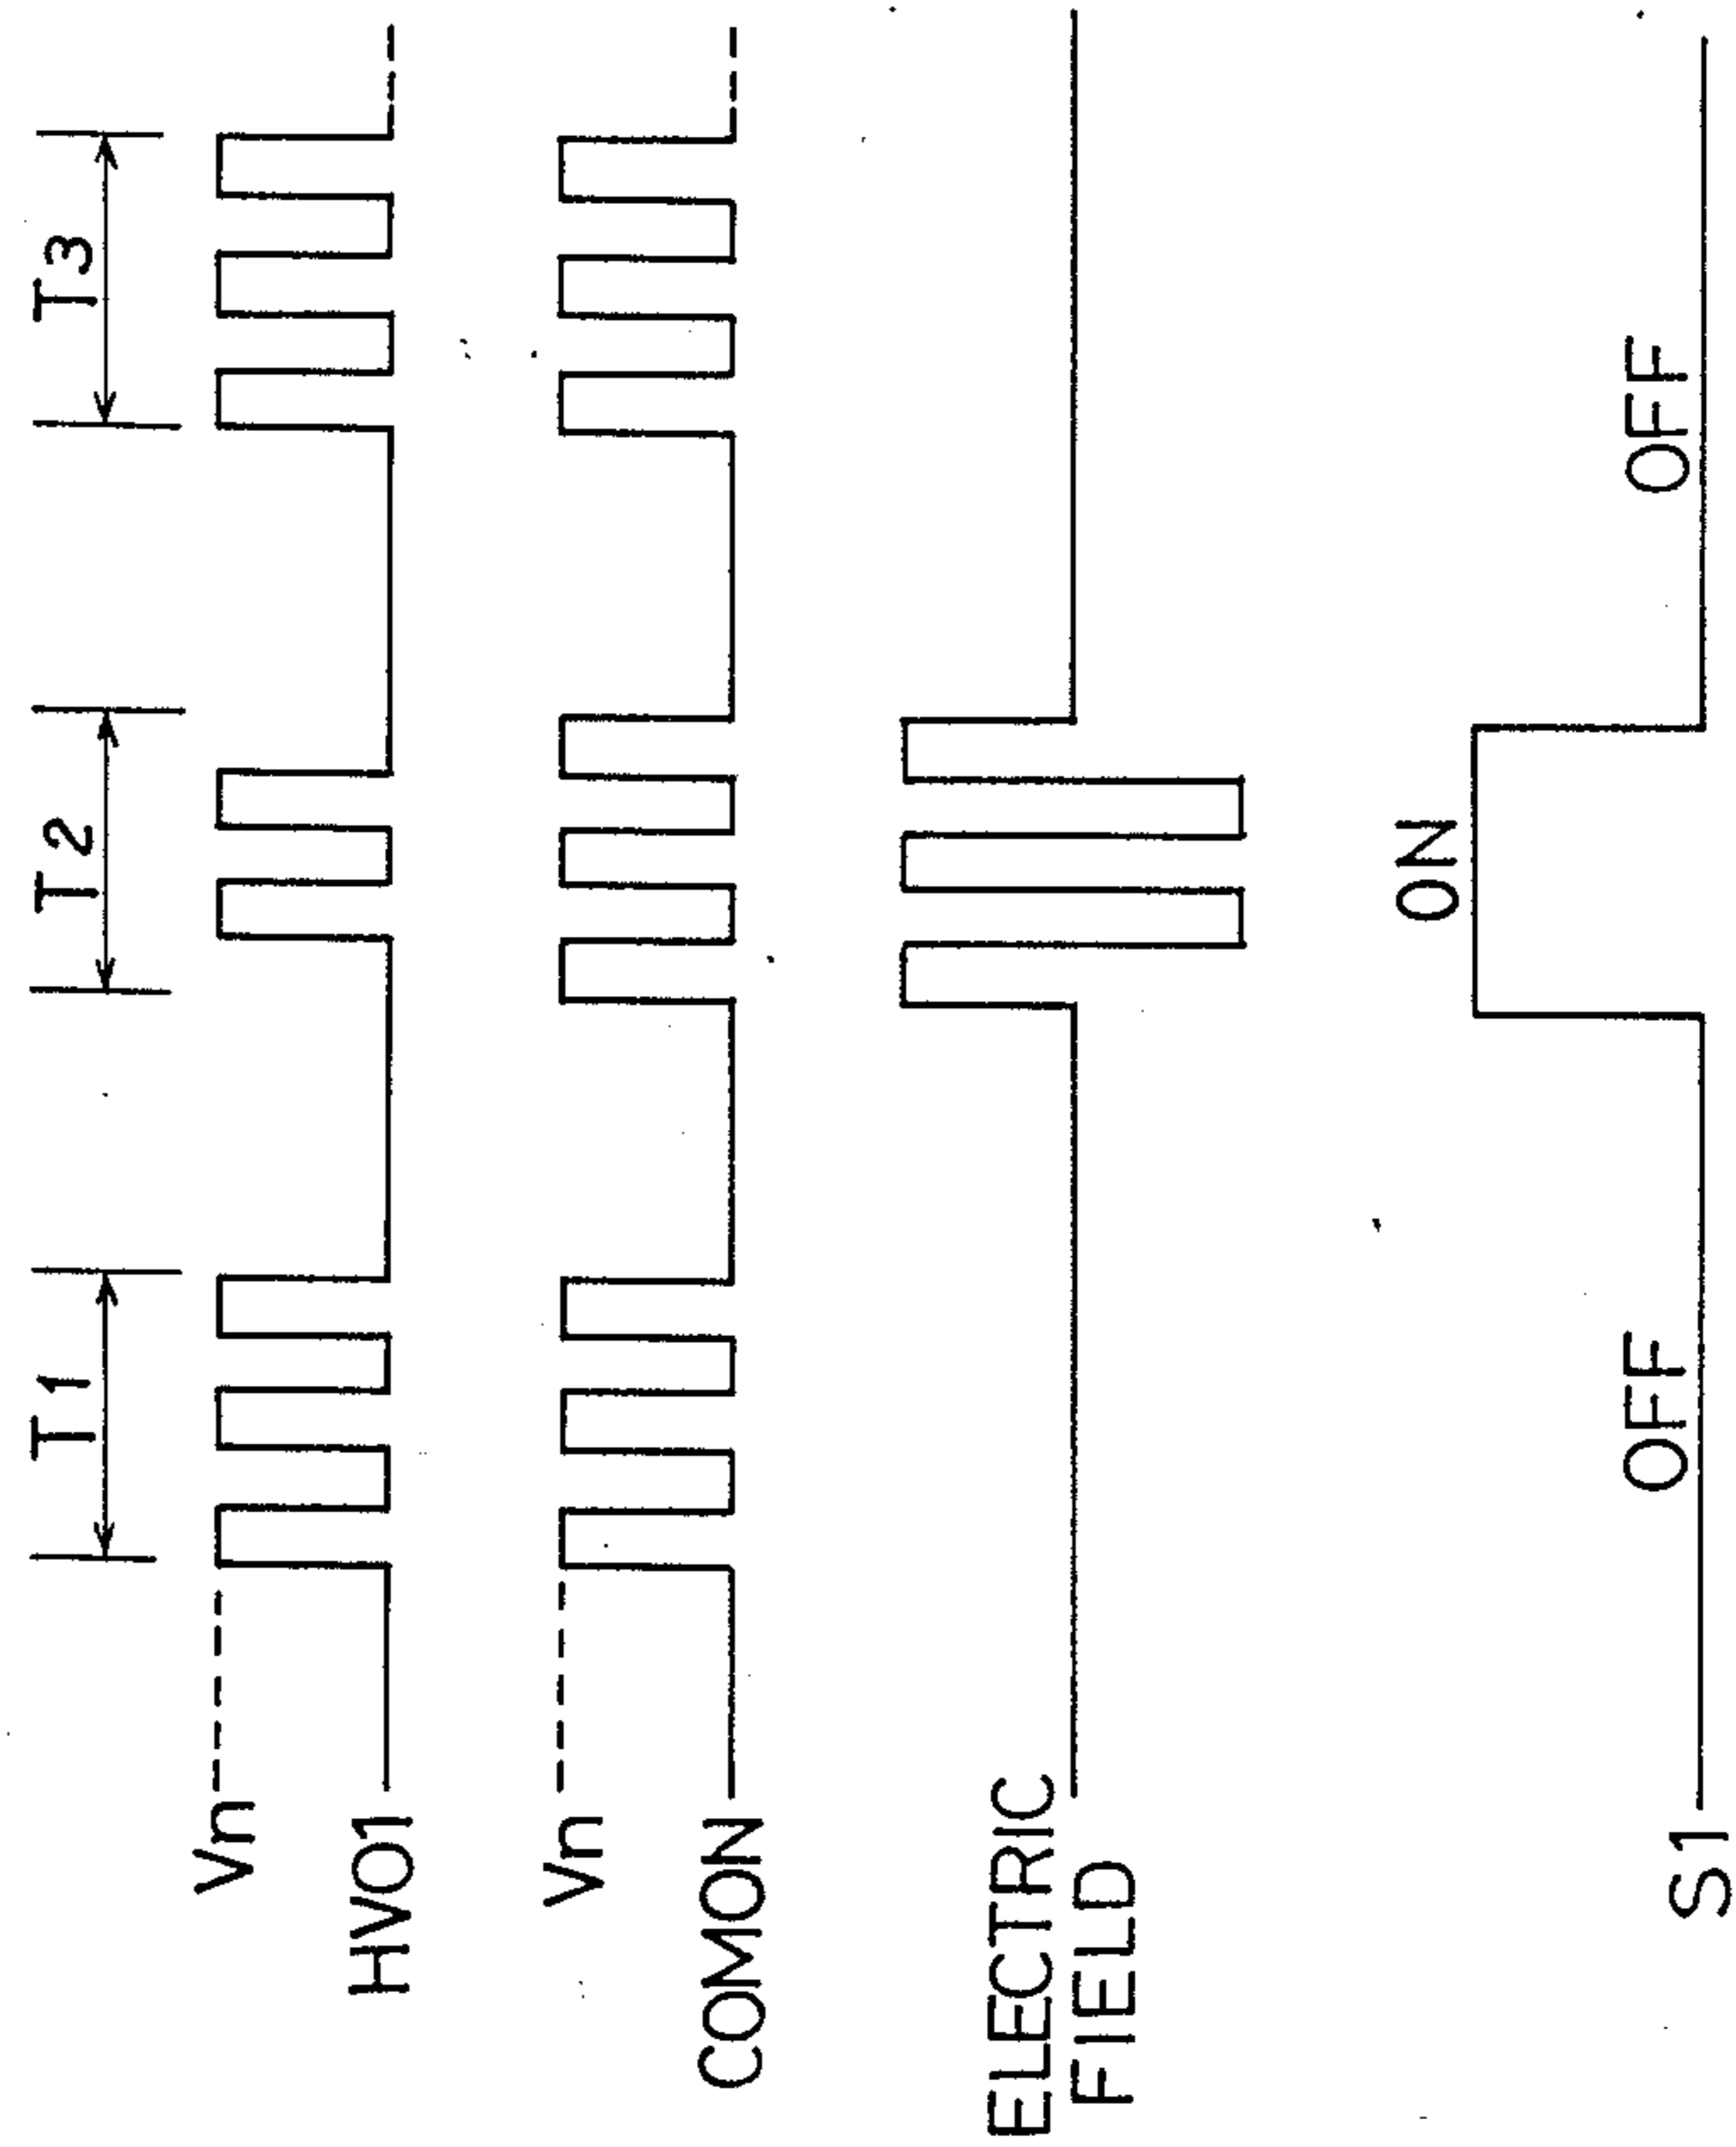 T1 T2 T3
Vn
HVO1
Vn
COMON
ELECTRIC
FIELD
ON
OFF OFF
S1